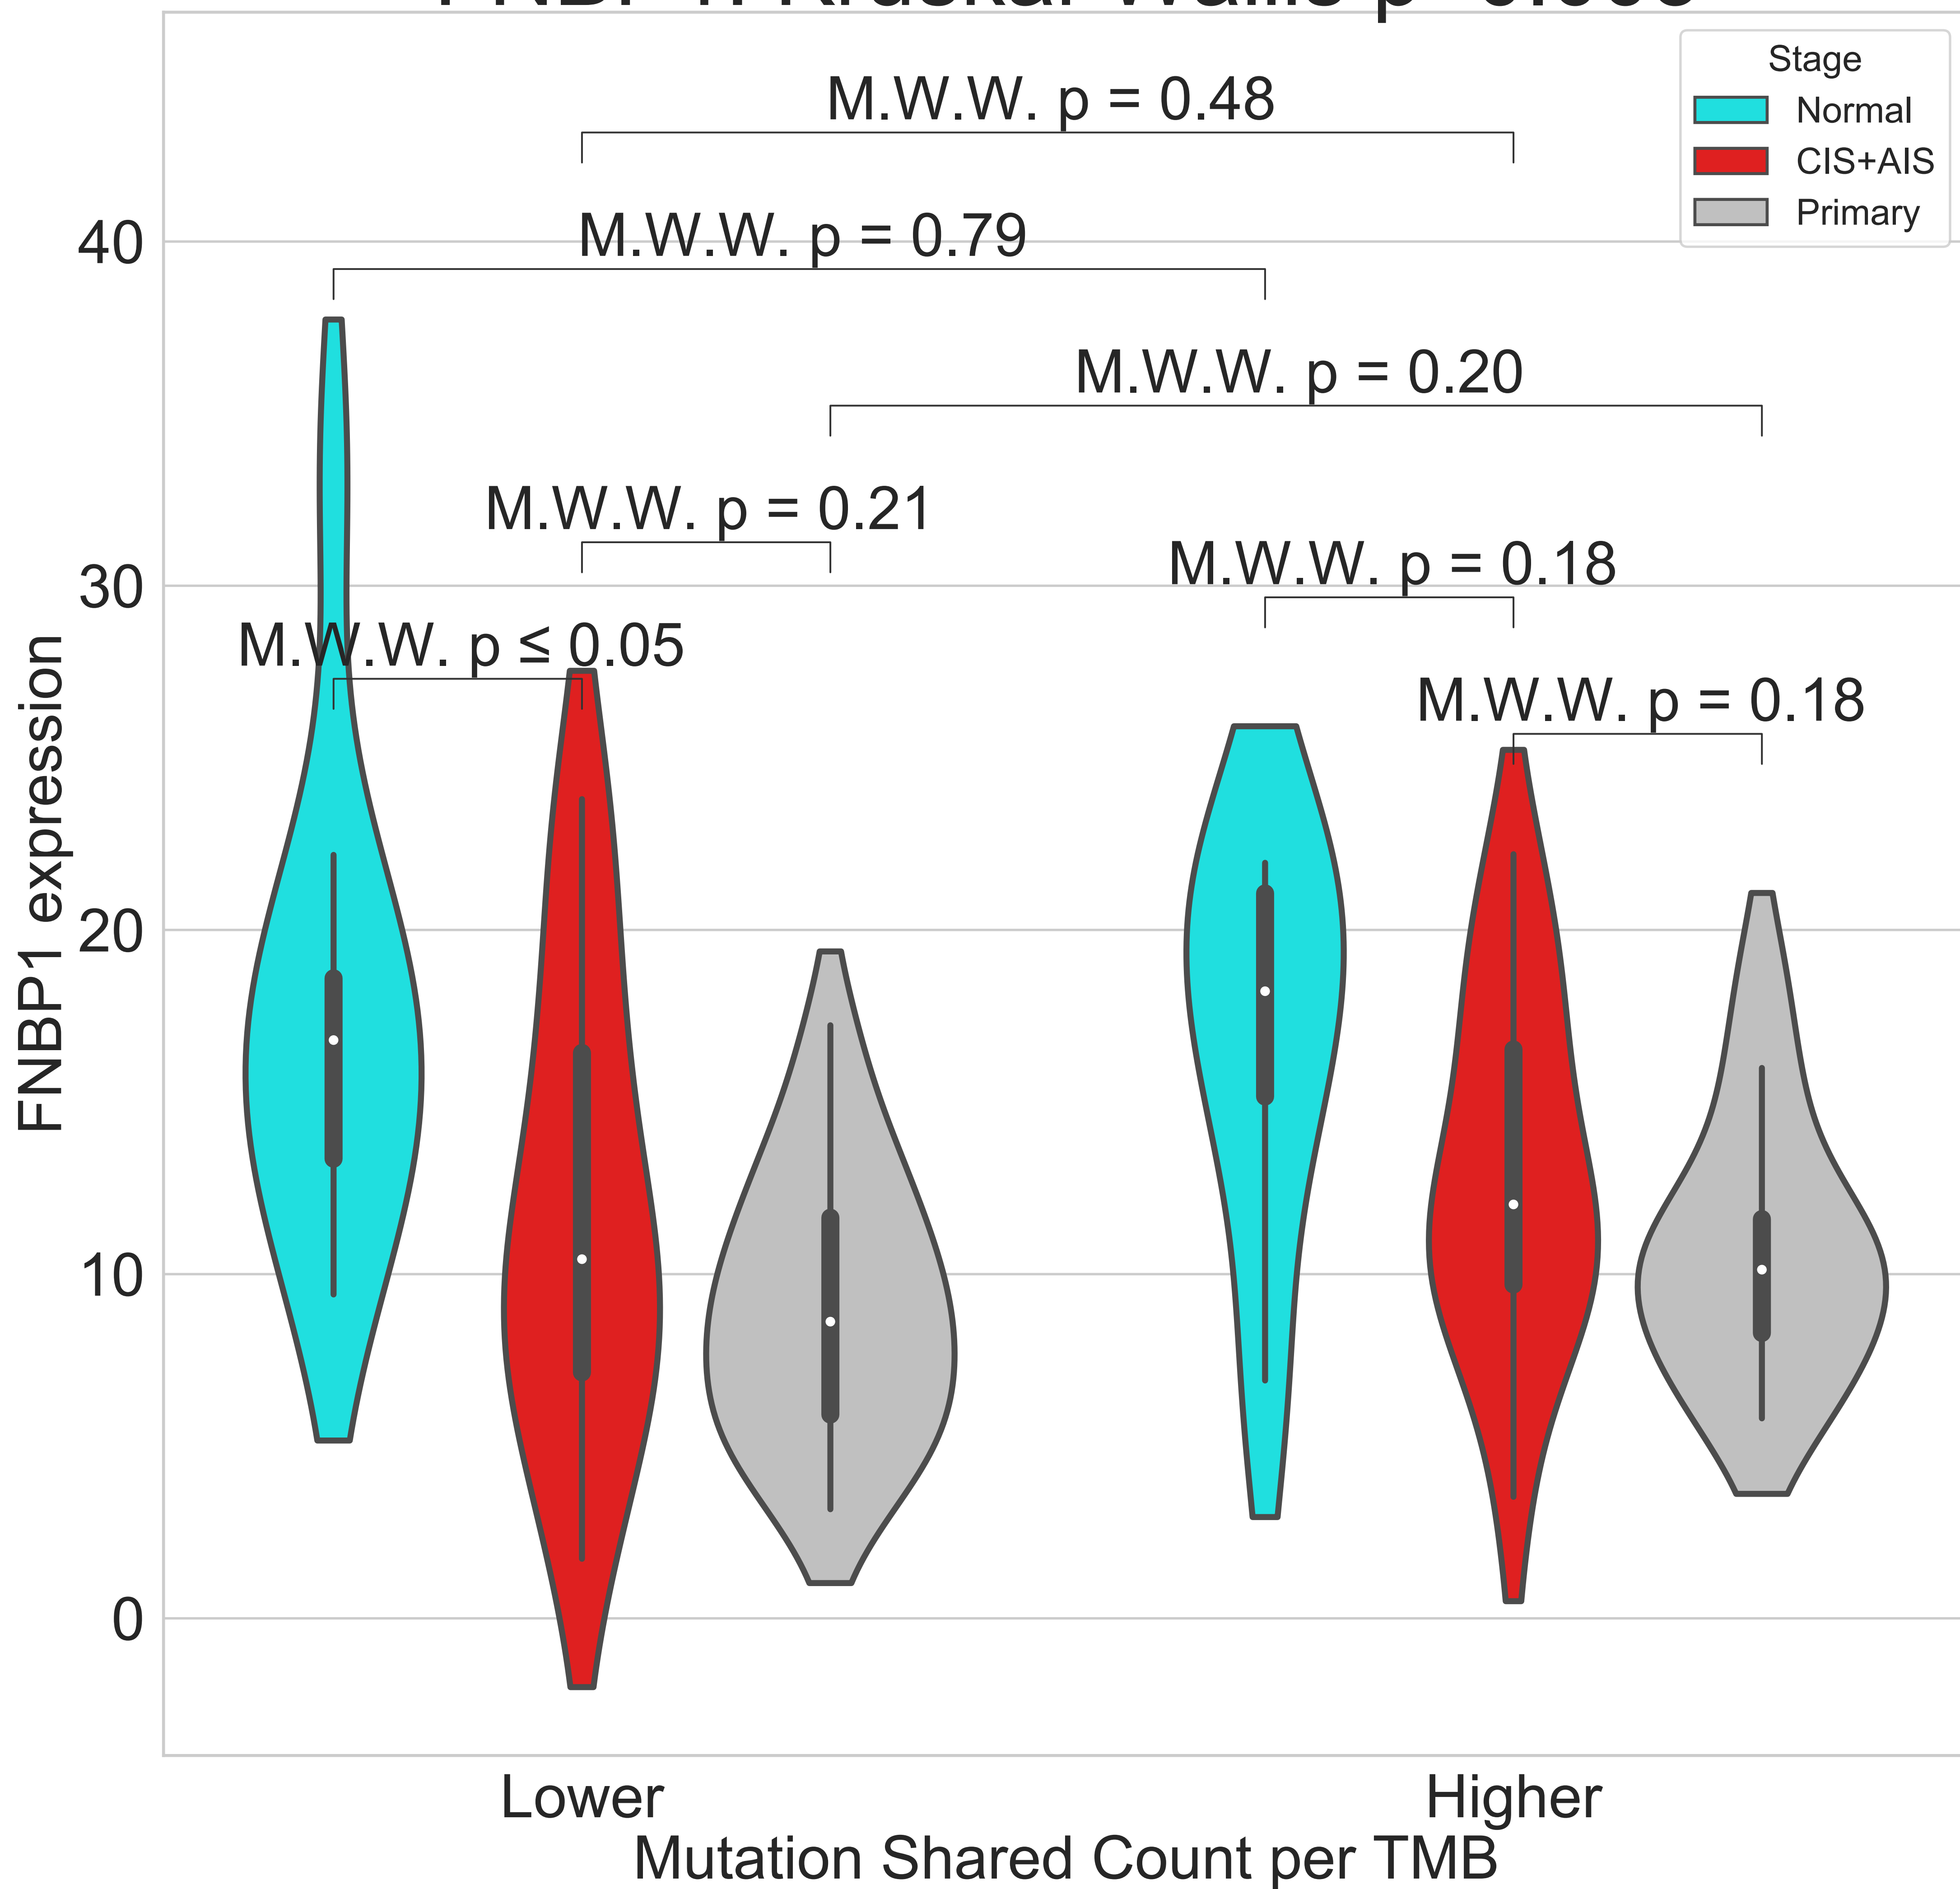 Stage
Normal
CIS+AIS
Primary
M.W.W. p = 0.48
M.W.W. p = 0.79
M.W.W. p = 0.20
M.W.W. p = 0.21
M.W.W. p = 0.18
M.W.W. p ≤ 0.05
M.W.W. p = 0.18
40
30
20
10
0
FNBP1 expression
Lower
Higher
Mutation Shared Count per TMB